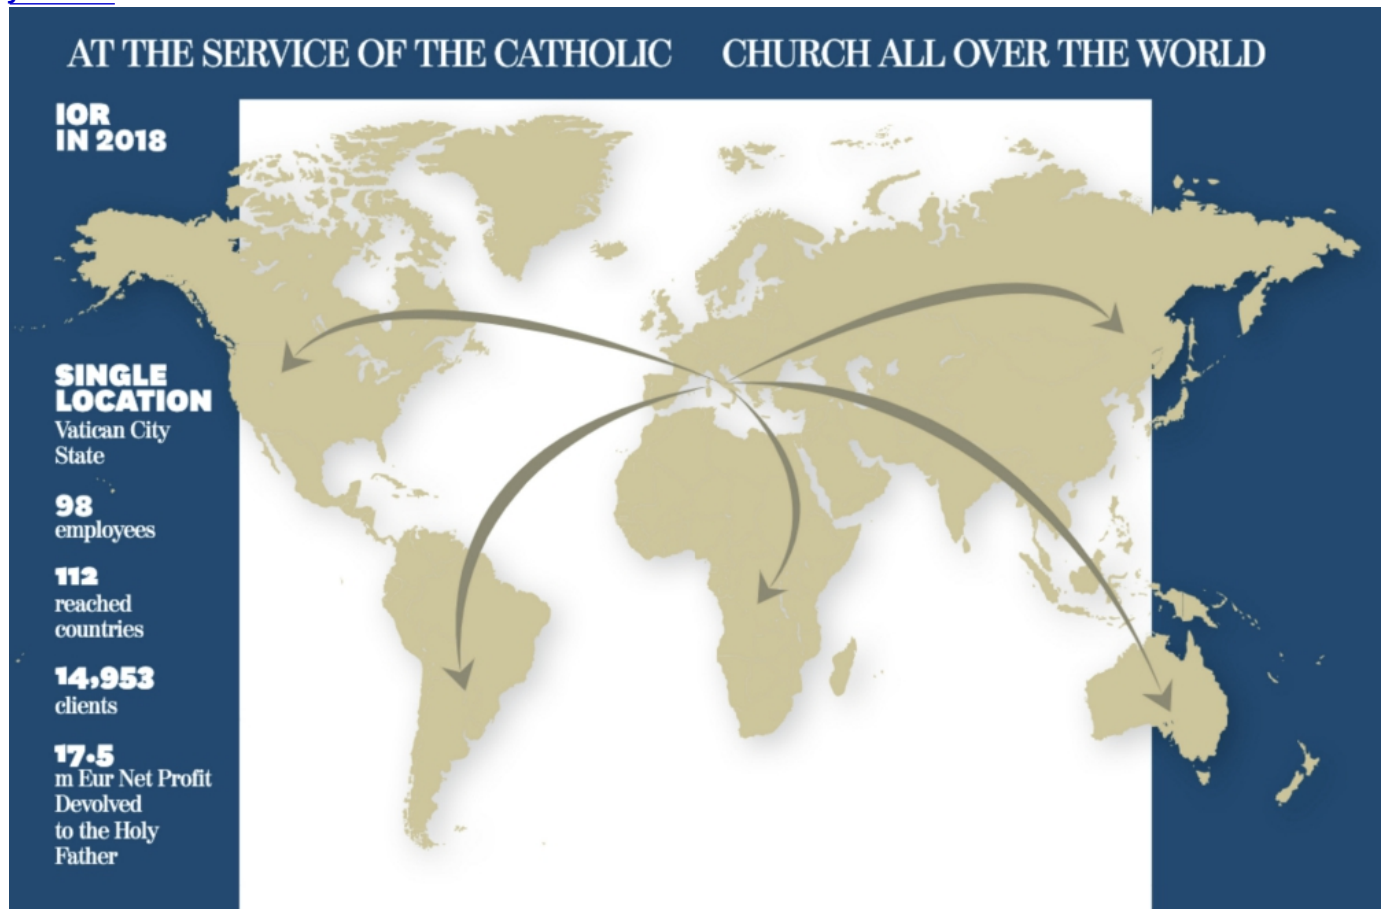 AT THE SERVICE OF THE CATHOLIC CHURCH ALL OVER THE WORLD
IOR
IN 2018
SINGLE
LOCATION
Vatican City
State
98
employees
112
reached
countries
14,953
clients
17.5
m Eur Net Profit
Devolved
to the Holy
Father